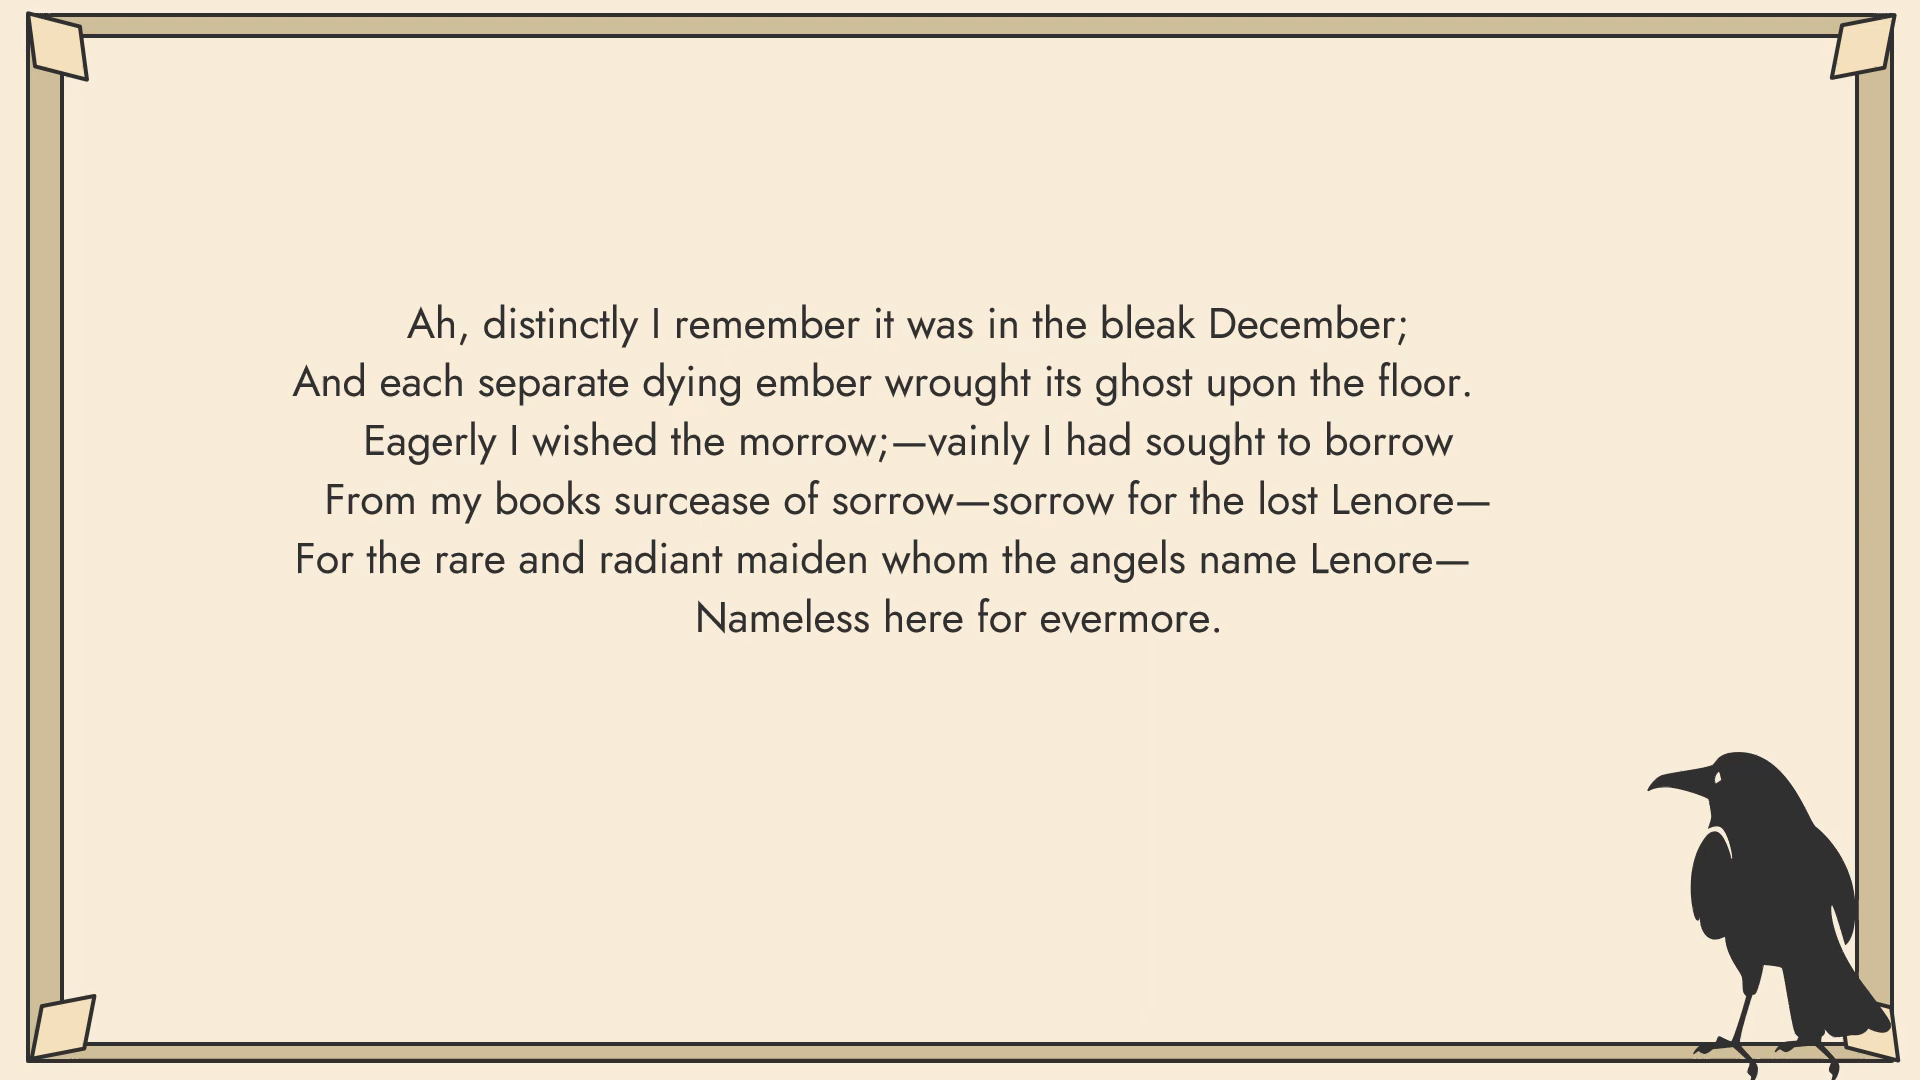 Ah, distinctly I remember it was in the bleak December;
And each separate dying ember wrought its ghost upon the floor.
Eagerly I wished the morrow;—vainly I had sought to borrow
From my books surcease of sorrow—sorrow for the lost Lenore—
For the rare and radiant maiden whom the angels name Lenore—
Nameless here for evermore.